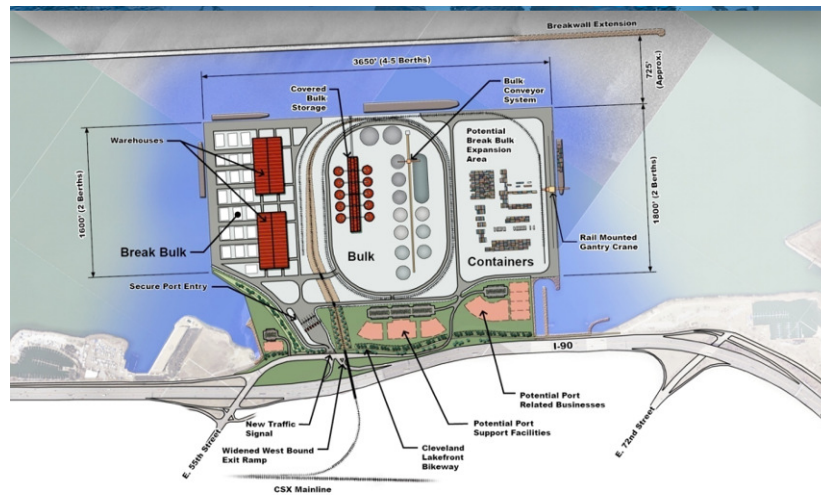 Breakwall Extension
3650' (4-5 Berths)
725'
(Approx.)
Covered
Bulk
Storage
Bulk
Conveyor
System
Warehouses
Potential
Break Bulk
Expansion
Area
1600' (2 Berths)
1800' (2 Berths)
Break Bulk
Bulk
Containers
Rail Mounted
Gantry Crane
Secure Port Entry
I-90
Potential Port
Related Businesses
New Traffic
Signal
Potential Port
Support Facilities
Widened West Bound
Exit Ramp
Cleveland
Lakefront
Bikeway
E. 55th Street
E. 72nd Street
CSX Mainline